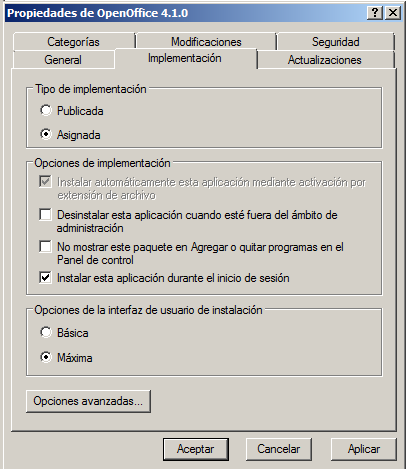 Propiedades de OpenOffice 4.1.0
Categorías Modificaciones Seguridad
General Implementación Actualizaciones
Tipo de implementación
Publicada
Asignada
Opciones de implementación
Instalar automáticamente esta aplicación mediante activación por
extensión de archivo
Desinstalar esta aplicación cuando esté fuera del ámbito de
administración
No mostrar este paquete en Agregar o quitar programas en el
Panel de control
Instalar esta aplicación durante el inicio de sesión
Opciones de la interfaz de usuario de instalación
Básica
Máxima
Opciones avanzadas...
Aceptar Cancelar Aplicar